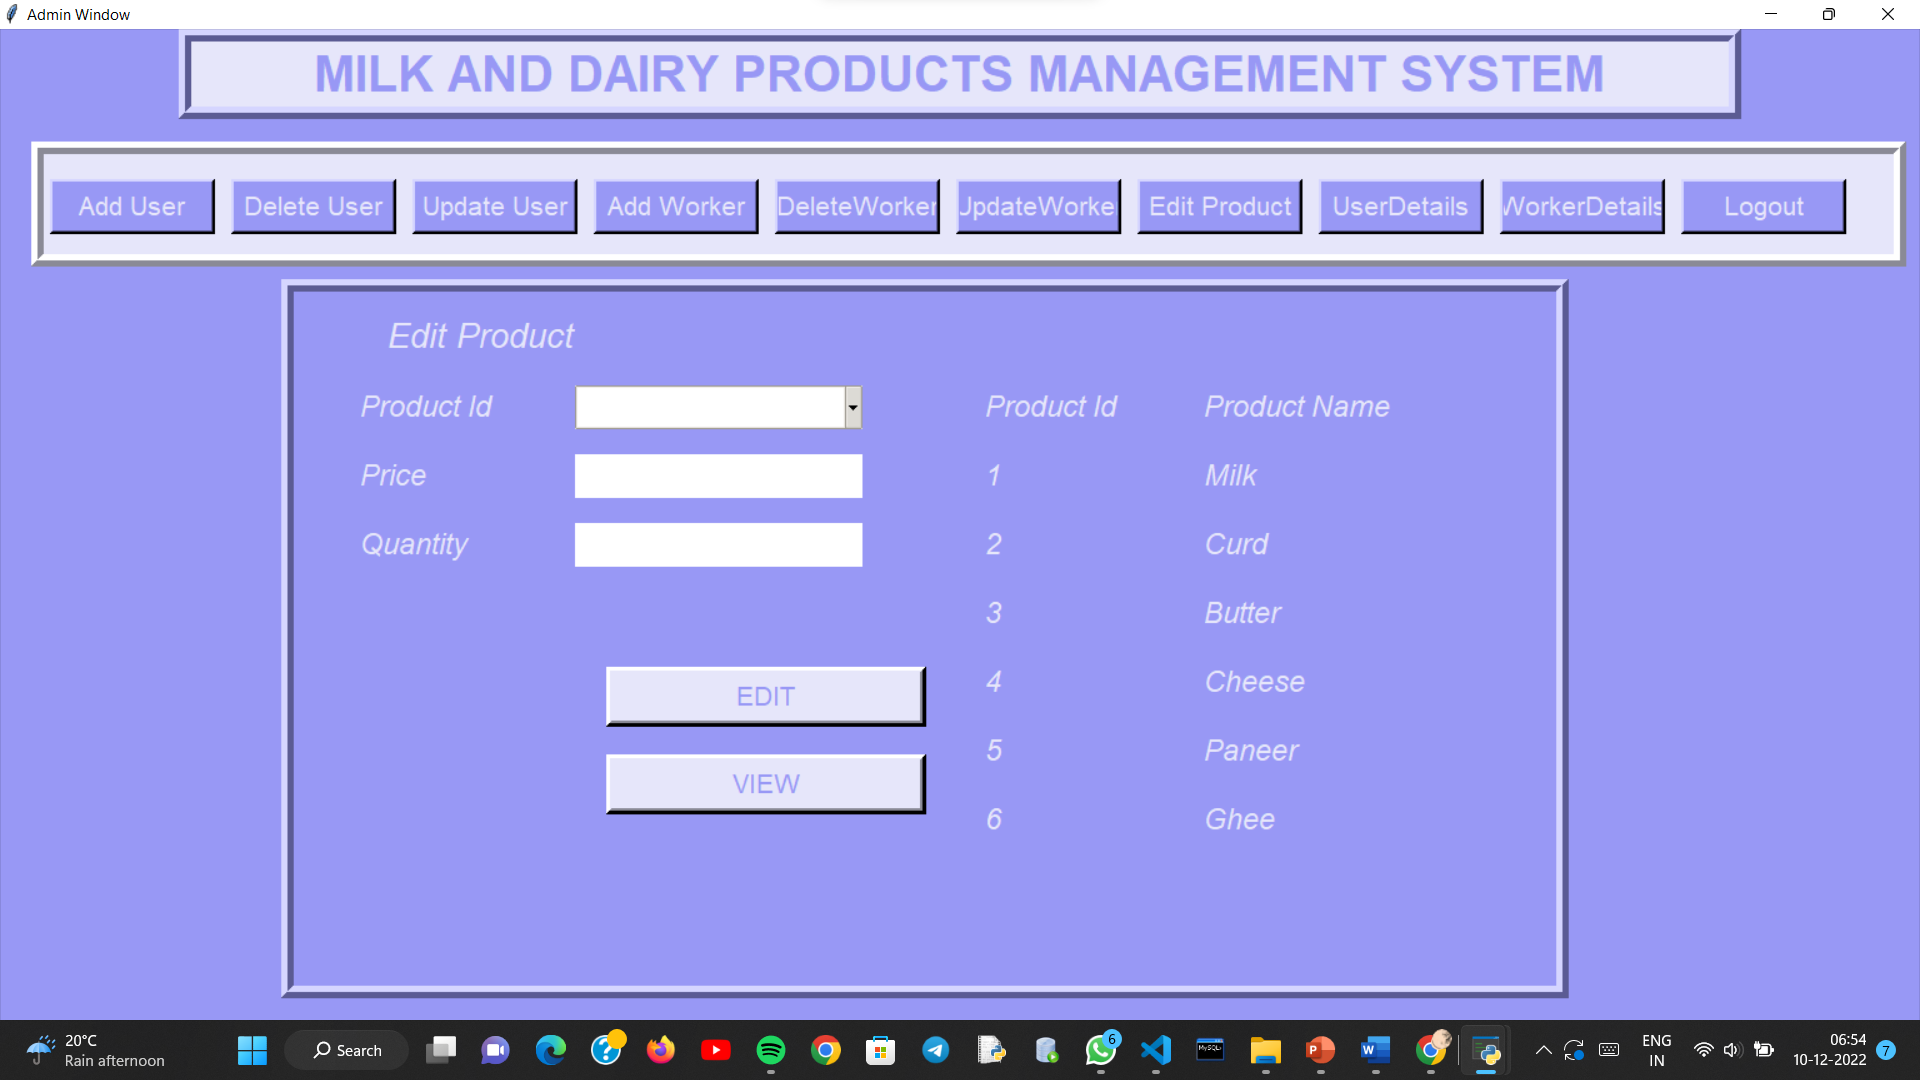 Admin Window
MILK AND DAIRY PRODUCTS MANAGEMENT SYSTEM
Add User Delete User Update User Add Worker DeleteWorker UpdateWorke Edit Product UserDetails WorkerDetails Logout
Edit Product
Product Id Product Id Product Name
Price 1 Milk
Quantity 2 Curd
3 Butter
EDIT 4 Cheese
VIEW 5 Paneer
6 Ghee
20°C
Rain afternoon
Search
6
MySQL
P
W
ENG
IN
06:54
10-12-2022
7